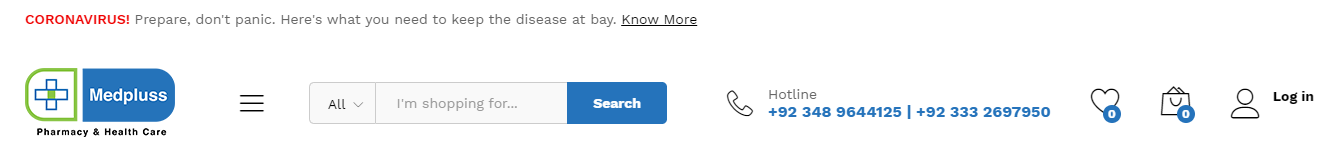 CORONAVIRUS! Prepare, don't panic. Here's what you need to keep the disease at bay. Know More
Medpluss
Pharmacy & Health Care
All
I'm shopping for...
Search
Hotline
+92 348 9644125 | +92 333 2697950
0
0
Log in